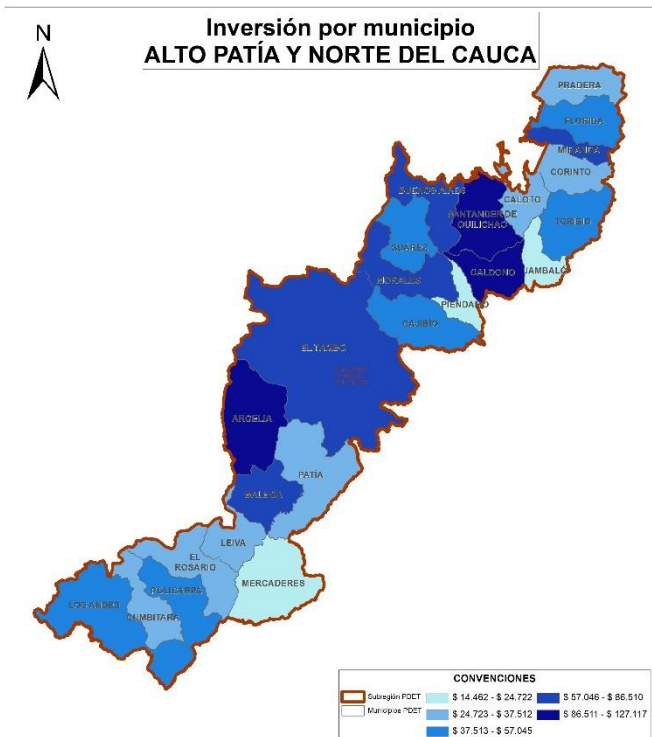 Inversión por municipio
ALTO PATÍA Y NORTE DEL CAUCA
N
PRADERA
FLORIDA
MIRANDA
CORINTO
BUENOS AIRES
CALOTO
SANTANDER DE
QUILICHAO
TORIBIO
SUAREZ
JAMBALÓ
MORALES
CALDONO
PIENDAMÓ
CAJIBIO
EL TAMBO
ARGELIA
PATÍA
BALBOA
LEIVA
EL
ROSARIO
MERCADERES
POLICARPA
LOS ANDES
CUMBITARA
CONVENCIONES
Subregión PDET
Municipios PDET
$ 14.462 - $ 24.722
$ 24.723 - $ 37.512
$ 37.513 - $ 57.045
$ 57.046 - $ 86.510
$ 86.511 - $ 127.117